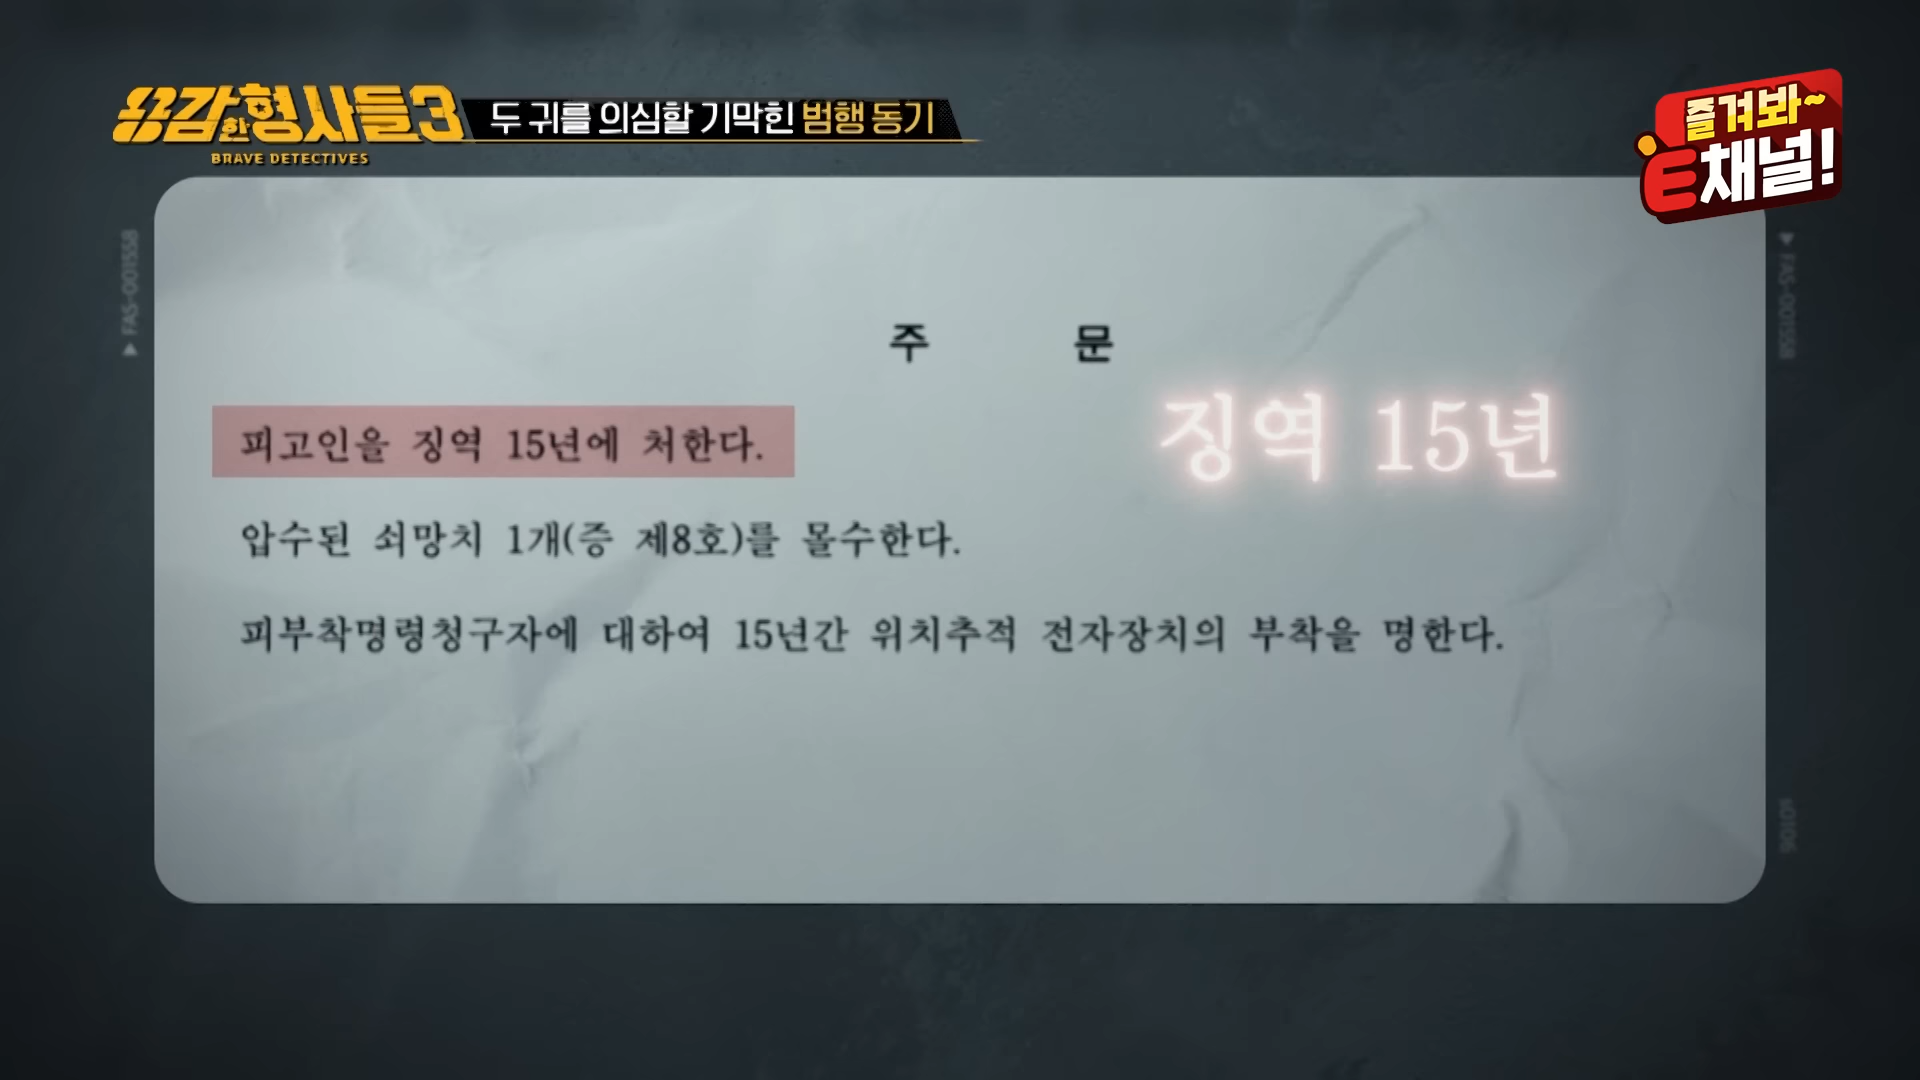 용감한형사들3
BRAVE DETECTIVES
두 귀를 의심할 기막힌 범행 동기
즐겨봐~
E채널!
FAS-001558
FAS-001558
주 문
피고인을 징역 15년에 처한다.
징역 15년
압수된 쇠망치 1개(증 제8호)를 몰수한다.
피부착명령청구자에 대하여 15년간 위치추적 전자장치의 부착을 명한다.